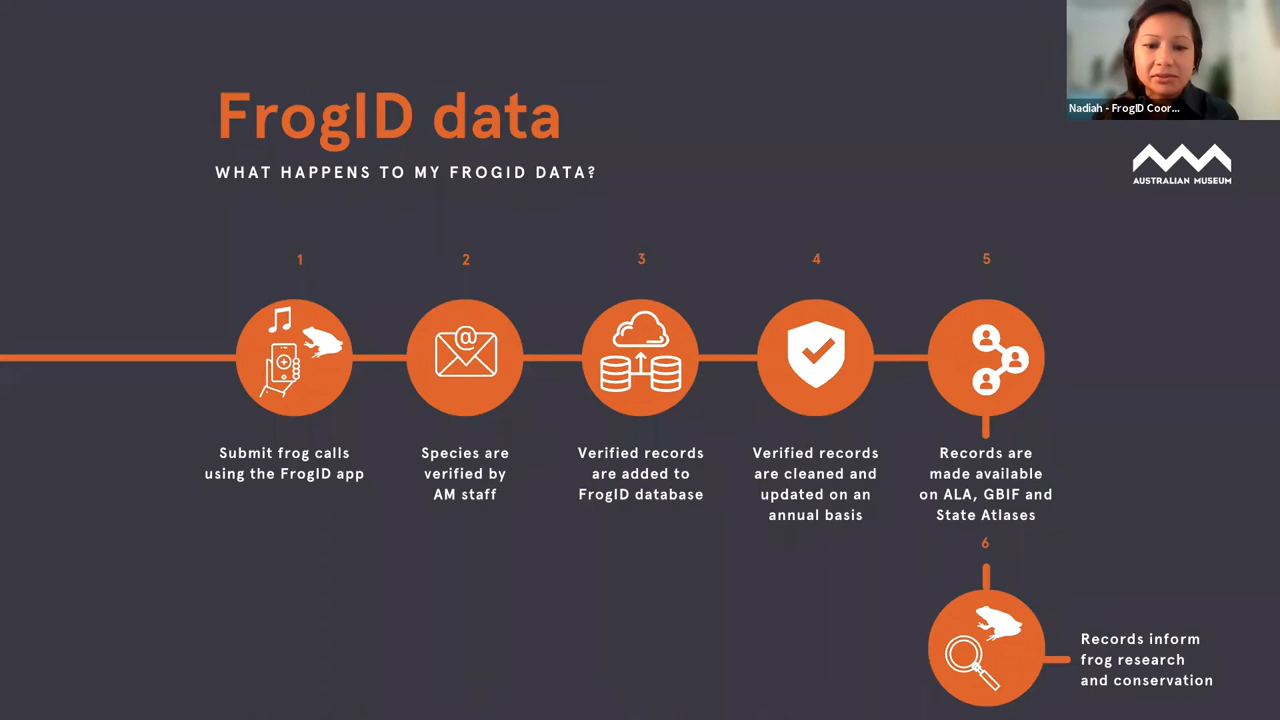 Nadiah - FrogID Coor...
FrogID data
WHAT HAPPENS TO MY FROGID DATA?
AUSTRALIAN MUSEUM
1
2
3
4
5
@
Submit frog calls
using the FrogID app
Species are
verified by
AM staff
Verified records
are added to
FrogID database
Verified records
are cleaned and
updated on an
annual basis
Records are
made available
on ALA, GBIF and
State Atlases
6
Records inform
frog research
and conservation